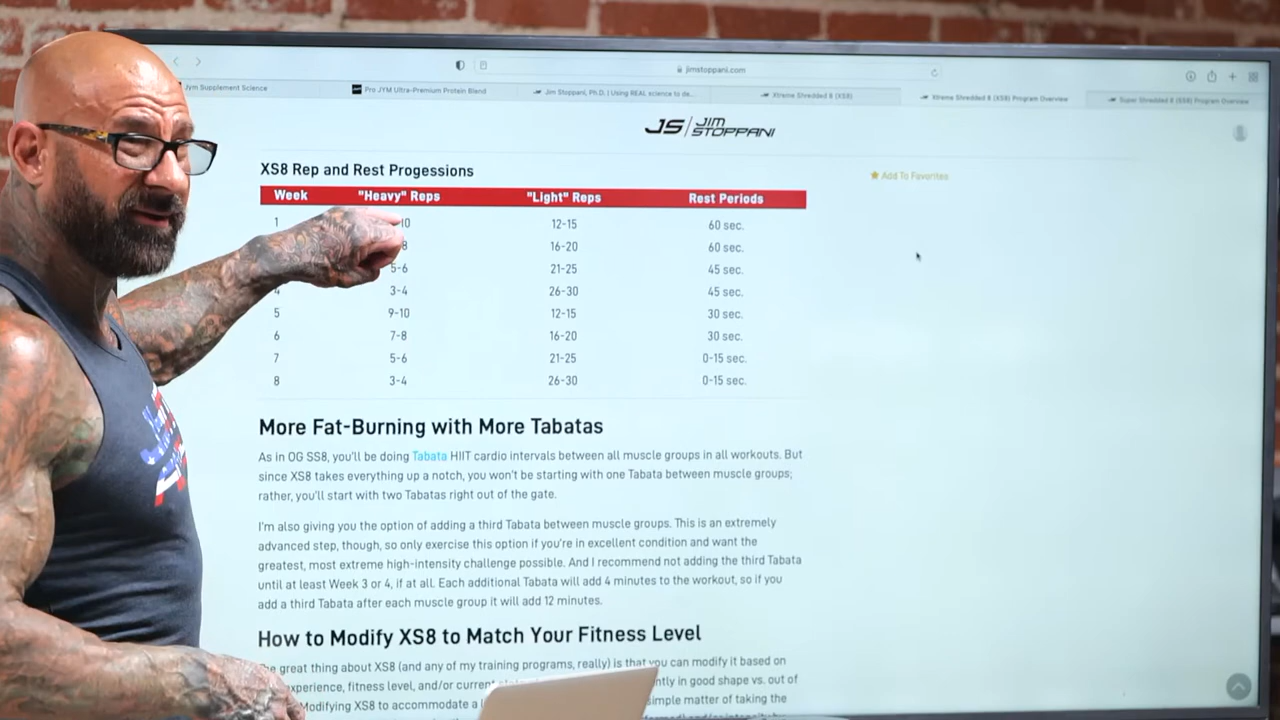 jimstoppani.com
Jym Supplement Science
Pro JYM Ultra-Premium Protein Blend
Jim Stoppani, Ph.D. | Using REAL science to de...
Xtreme Shredded 8 (XS8)
Xtreme Shredded 8 (XS8) Program Overview
Super Shredded 8 (SS8) Program Overview
JS JIM STOPPANI
XS8 Rep and Rest Progessions
Add To Favorites
Week "Heavy" Reps "Light" Reps Rest Periods
1 10 12-15 60 sec.
8 16-20 60 sec.
5-6 21-25 45 sec.
4 3-4 26-30 45 sec.
5 9-10 12-15 30 sec.
6 7-8 16-20 30 sec.
7 5-6 21-25 0-15 sec.
8 3-4 26-30 0-15 sec.
More Fat-Burning with More Tabatas
As in OG SS8, you'll be doing Tabata HIIT cardio intervals between all muscle groups in all workouts. But
since XS8 takes everything up a notch, you won't be starting with one Tabata between muscle groups;
rather, you'll start with two Tabatas right out of the gate.
I'm also giving you the option of adding a third Tabata between muscle groups. This is an extremely
advanced step, though, so only exercise this option if you're in excellent condition and want the
greatest, most extreme high-intensity challenge possible. And I recommend not adding the third Tabata
until at least Week 3 or 4, if at all. Each additional Tabata will add 4 minutes to the workout, so if you
add a third Tabata after each muscle group it will add 12 minutes.
How to Modify XS8 to Match Your Fitness Level
The great thing about XS8 (and any of my training programs, really) is that you can modify it based on
experience, fitness level, and/or current in good shape vs. out of
Modifying XS8 to accommodate a simple matter of taking the